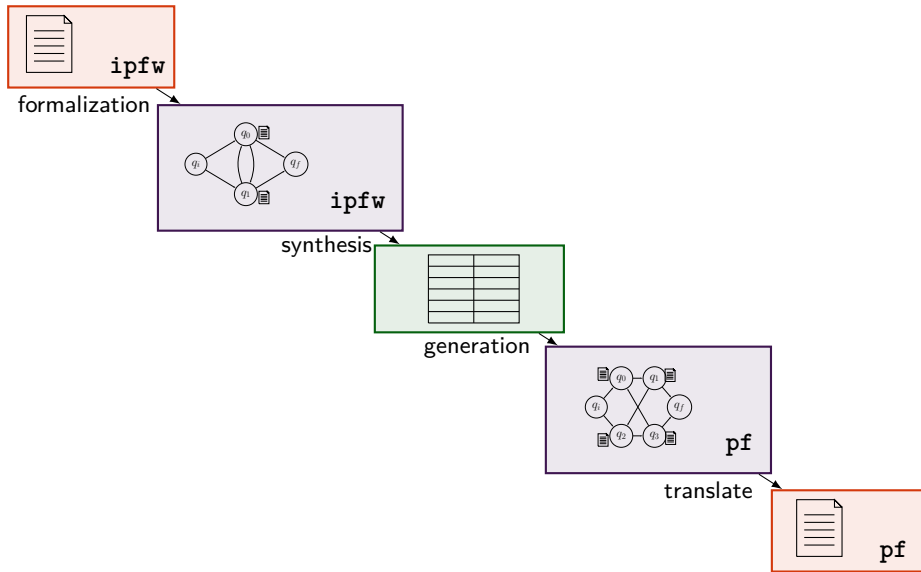 ipfw
formalization
q0
qi
qf
q1
ipfw
synthesis
generation
q0 q1
qi qf
q2 q3
pf
translate
pf